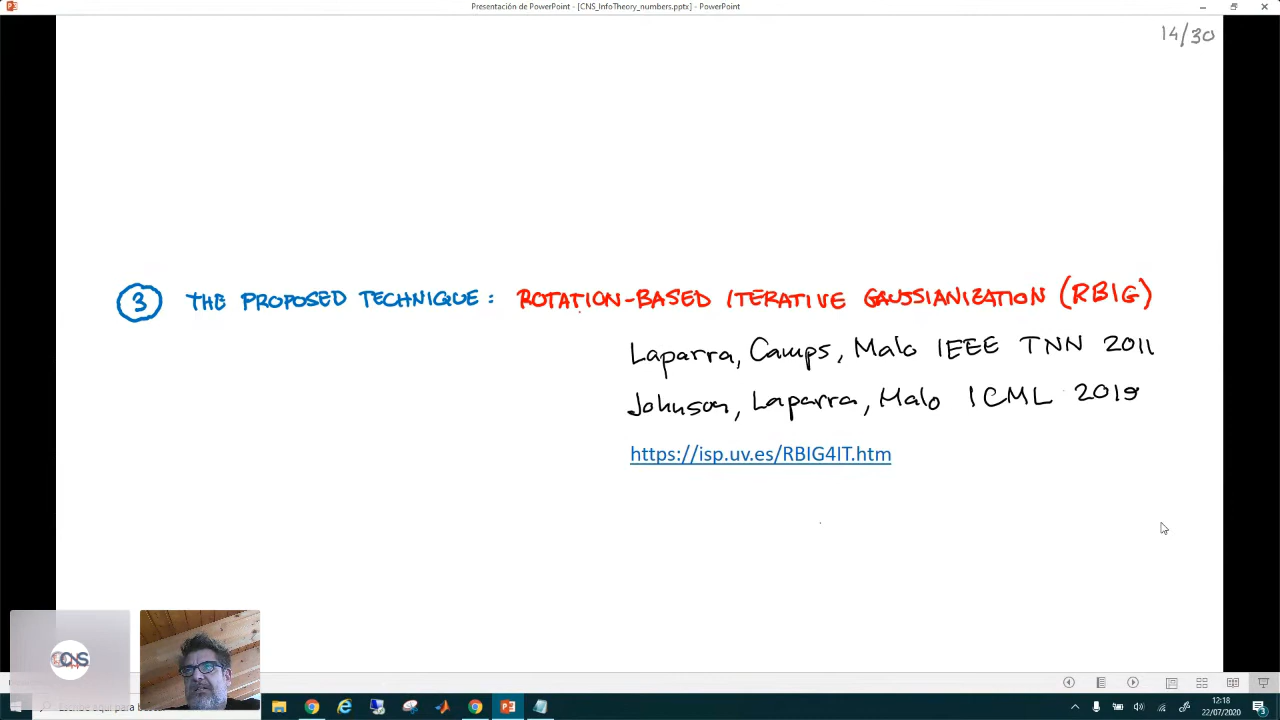 Presentación de PowerPoint - [CNS_InfoTheory_numbers.pptx] - PowerPoint
14/30
3 THE PROPOSED TECHNIQUE: ROTATION-BASED ITERATIVE GAUSSIANIZATION (RBIG)
Laparra, Camps, Malo IEEE TNN 2011
Johnson, Laparra, Malo ICML 2019
https://isp.uv.es/RBIG4IT.htm
CNS
12:18
22/07/2020
3